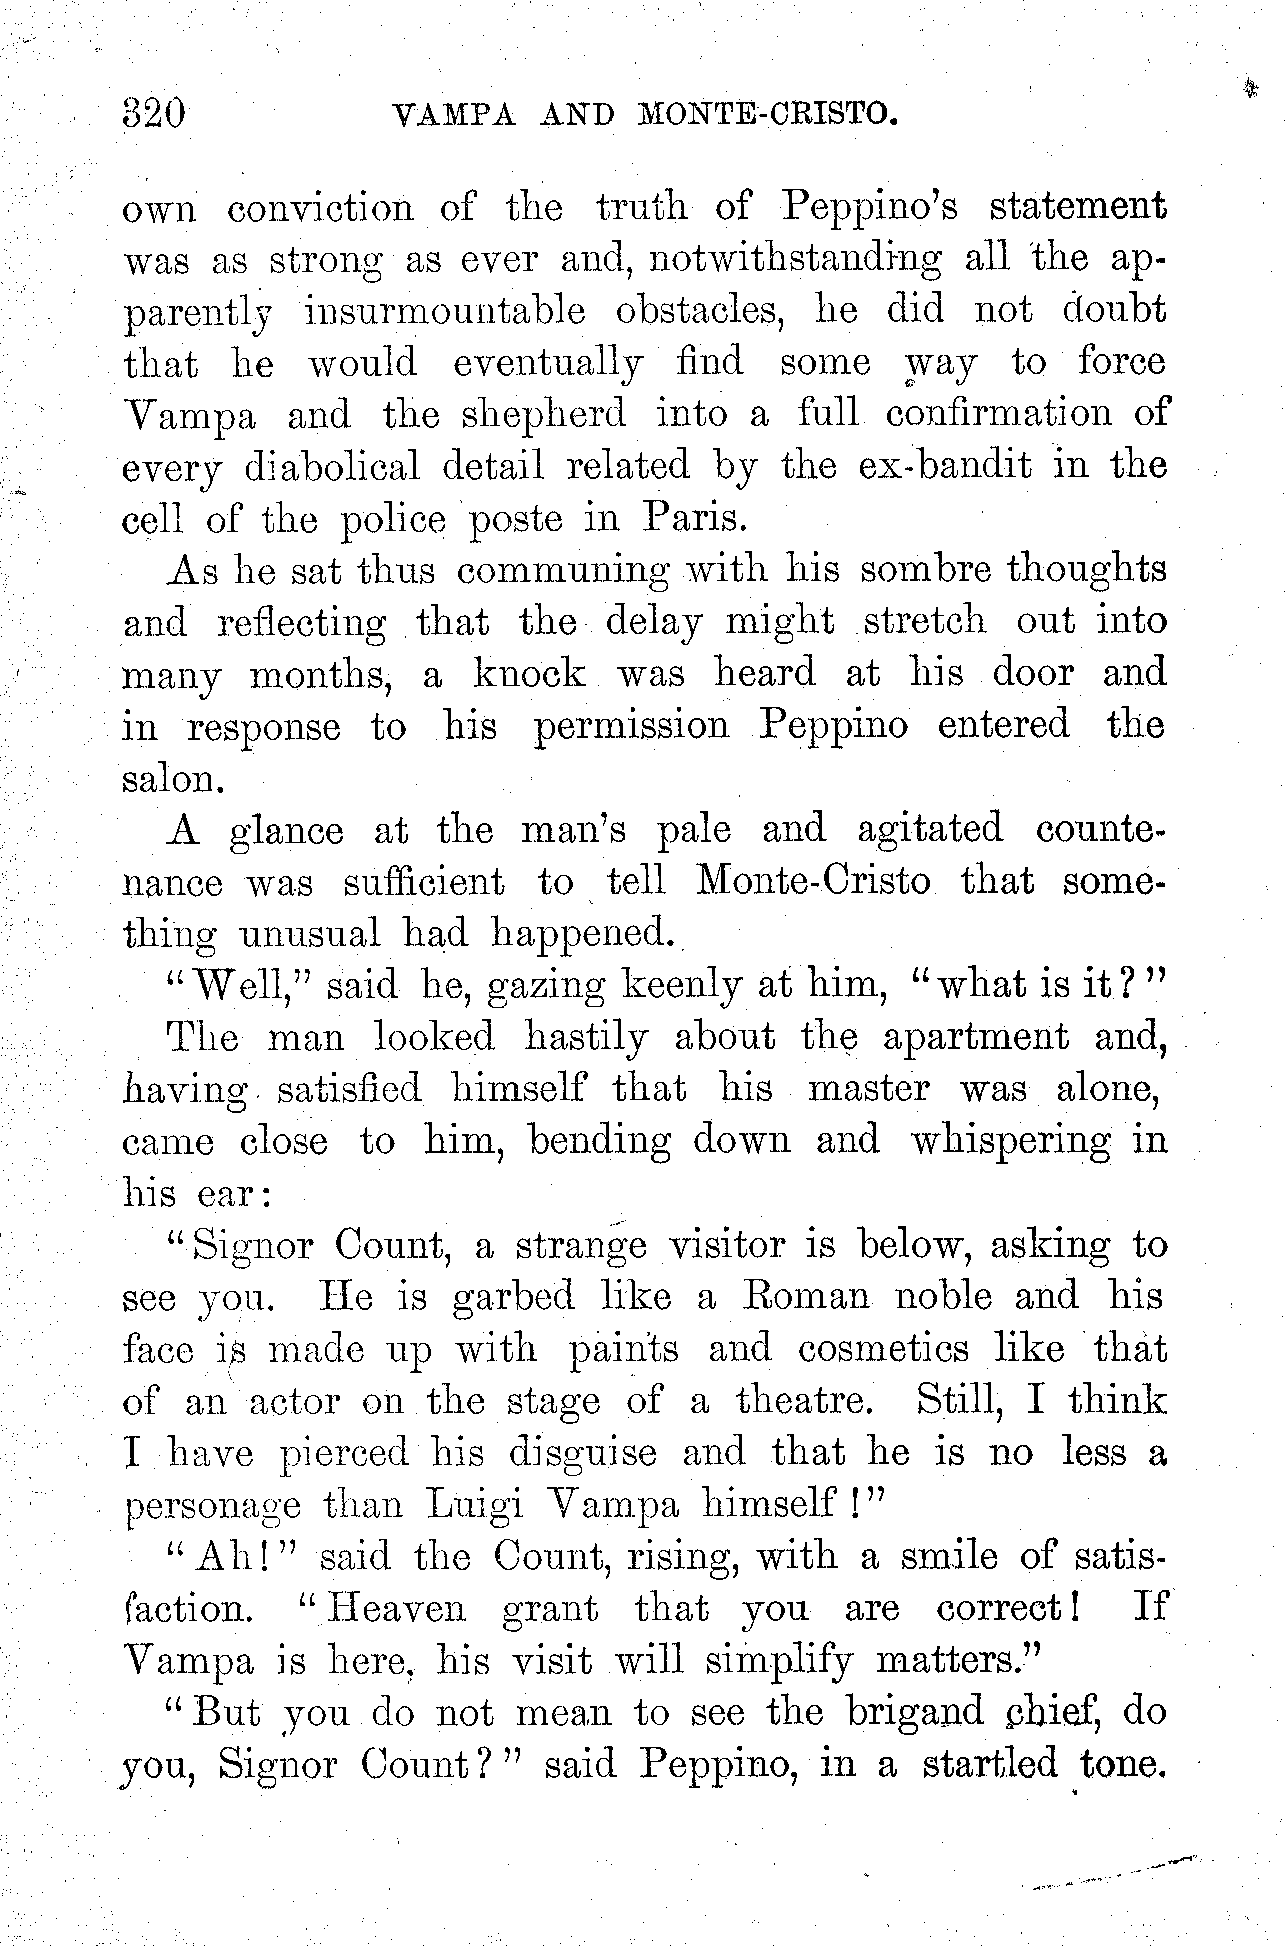 320 VAMPA AND MONTE-CRISTO.
own conviction of the truth of Peppino's statement
was as strong as ever and, notwithstanding all the ap-
parently insurmountable obstacles, he did not doubt
that he would eventually find some way to force
Vampa and the shepherd into a full confirmation of
every diabolical detail related by the ex-bandit in the
cell of the police poste in Paris.
As he sat thus communing with his sombre thoughts
and reflecting that the delay might stretch out into
many months, a knock was heard at his door and
in response to his permission Peppino entered the
salon.
A glance at the man's pale and agitated counte-
nance was sufficient to tell Monte-Cristo that some-
thing unusual had happened.
"Well," said he, gazing keenly at him, "what is it?"
The man looked hastily about the apartment and,
having satisfied himself that his master was alone,
came close to him, bending down and whispering in
his ear:
"Signor Count, a strange visitor is below, asking to
see you. He is garbed like a Roman noble and his
face is made up with paints and cosmetics like that
of an actor on the stage of a theatre. Still, I think
I have pierced his disguise and that he is no less a
personage than Luigi Vampa himself!"
"Ah!" said the Count, rising, with a smile of satis-
faction. "Heaven grant that you are correct! If
Vampa is here, his visit will simplify matters."
"But you do not mean to see the brigand chief, do
you, Signor Count?" said Peppino, in a startled tone.